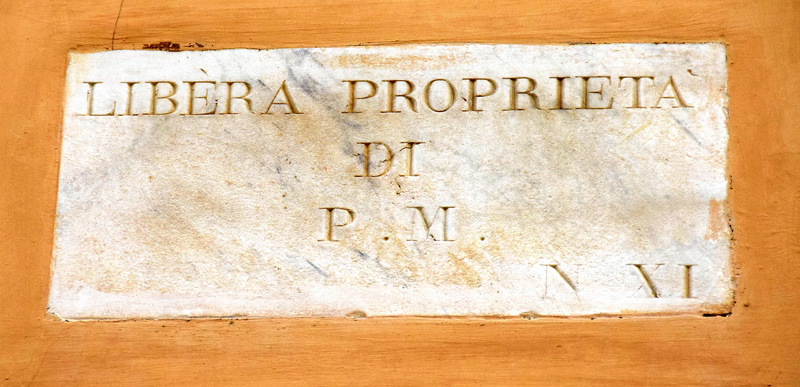 LIBERA PROPRIETÀ
DI
P. M.
N XI